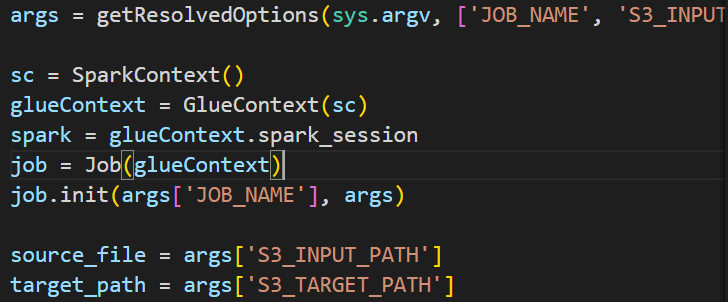 args = getResolvedOptions(sys.argv, ['JOB_NAME', 'S3_INPUT
sc = SparkContext()
glueContext = GlueContext(sc)
spark = glueContext.spark_session
job = Job(glueContext)
job.init(args['JOB_NAME'], args)
source_file = args['S3_INPUT_PATH']
target_path = args['S3_TARGET_PATH']